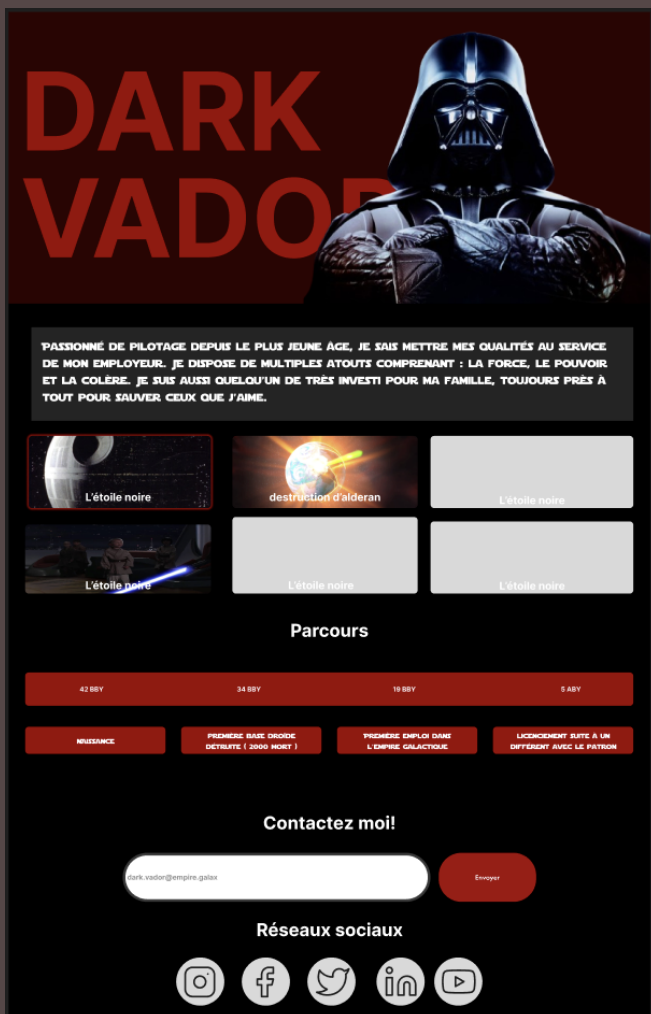 DARK
VADOR
Passionné de pilotage depuis le plus jeune âge, je sais mettre mes qualités au service
de mon employeur. Je dispose de multiples atouts comprenant : la force, le pouvoir
et la colère. Je suis aussi quelqu'un de très investi pour ma famille, toujours près à
tout pour sauver ceux que j'aime.
L'étoile noire
destruction d'alderan
L'étoile noire
L'étoile noire
L'étoile noire
L'étoile noire
Parcours
42 BBY
34 BBY
19 BBY
5 ABY
Naissance
Première base droïde
détruite ( 2000 mort )
Première emploi dans
l'empire galactique
Licenciement suite à un
différent avec le patron
Contactez moi!
dark.vador@empire.galax
Envoyer
Réseaux sociaux